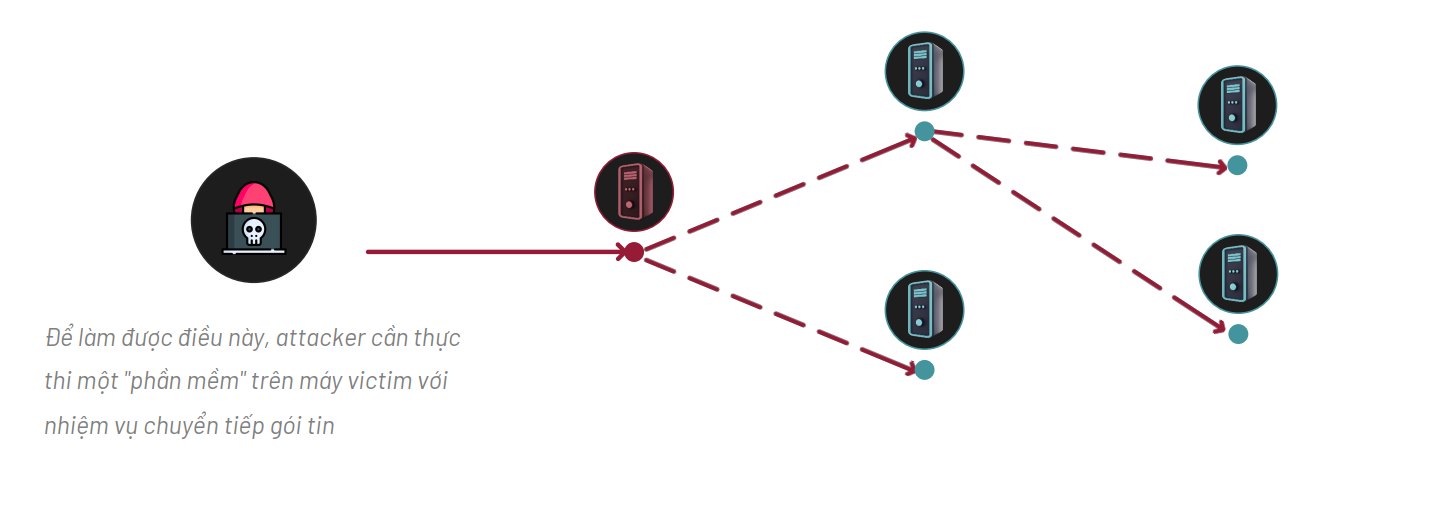 Để làm được điều này, attacker cần thực
thi một "phần mềm" trên máy victim với
nhiệm vụ chuyển tiếp gói tin